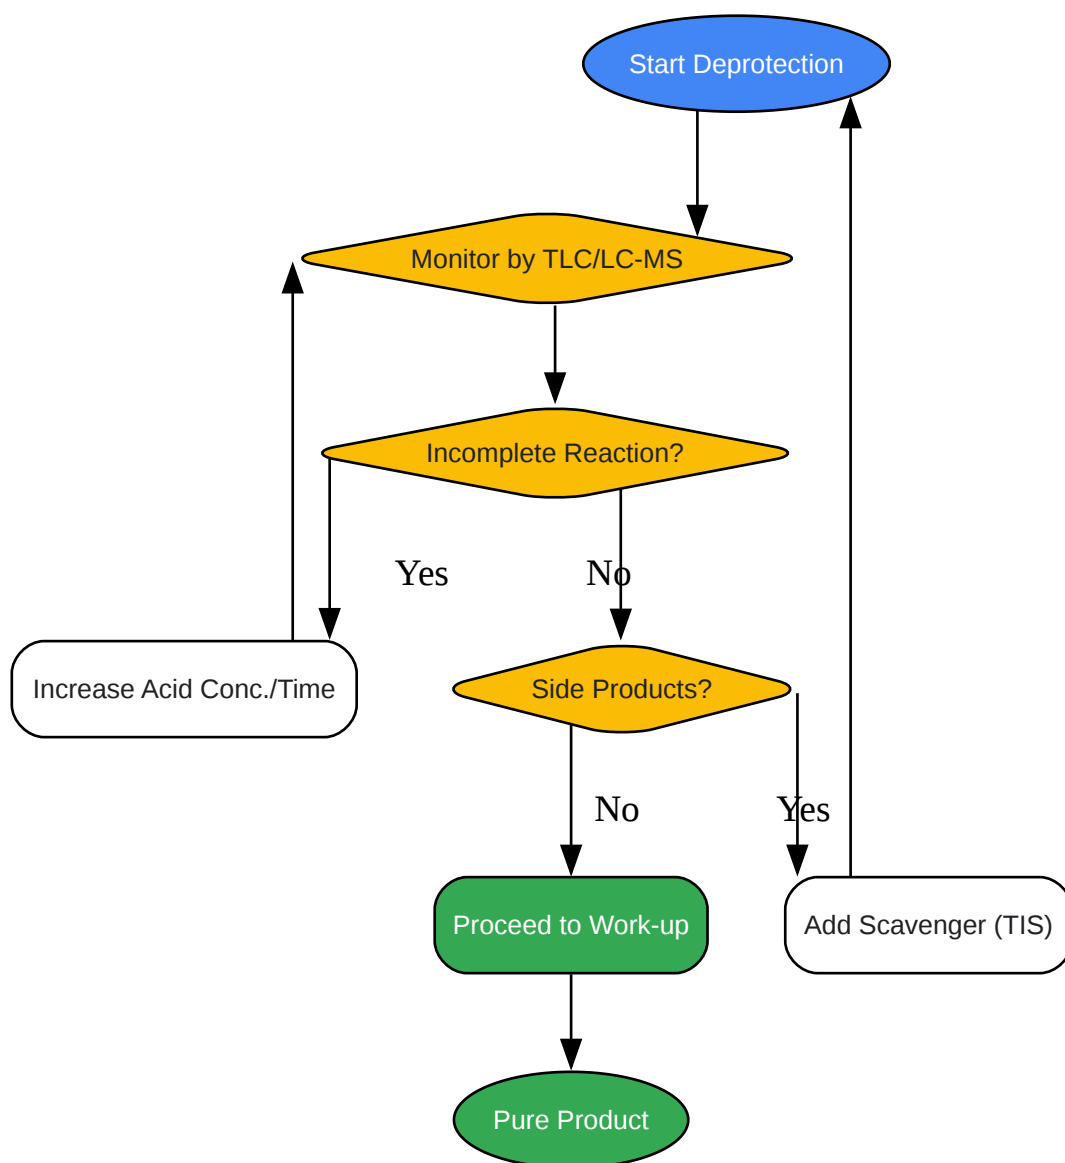 Start Deprotection
Monitor by TLC/LC-MS
Incomplete Reaction?
Yes
No
Increase Acid Conc./Time
Side Products?
No
Yes
Proceed to Work-up
Add Scavenger (TIS)
Pure Product